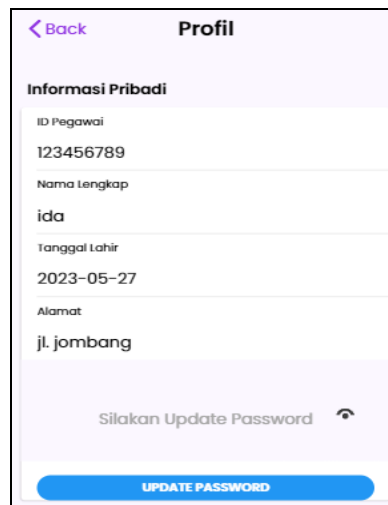 Back
Profil
Informasi Pribadi
ID Pegawai
123456789
Nama Lengkap
ida
Tanggal Lahir
2023-05-27
Alamat
jl. jombang
Silakan Update Password
UPDATE PASSWORD